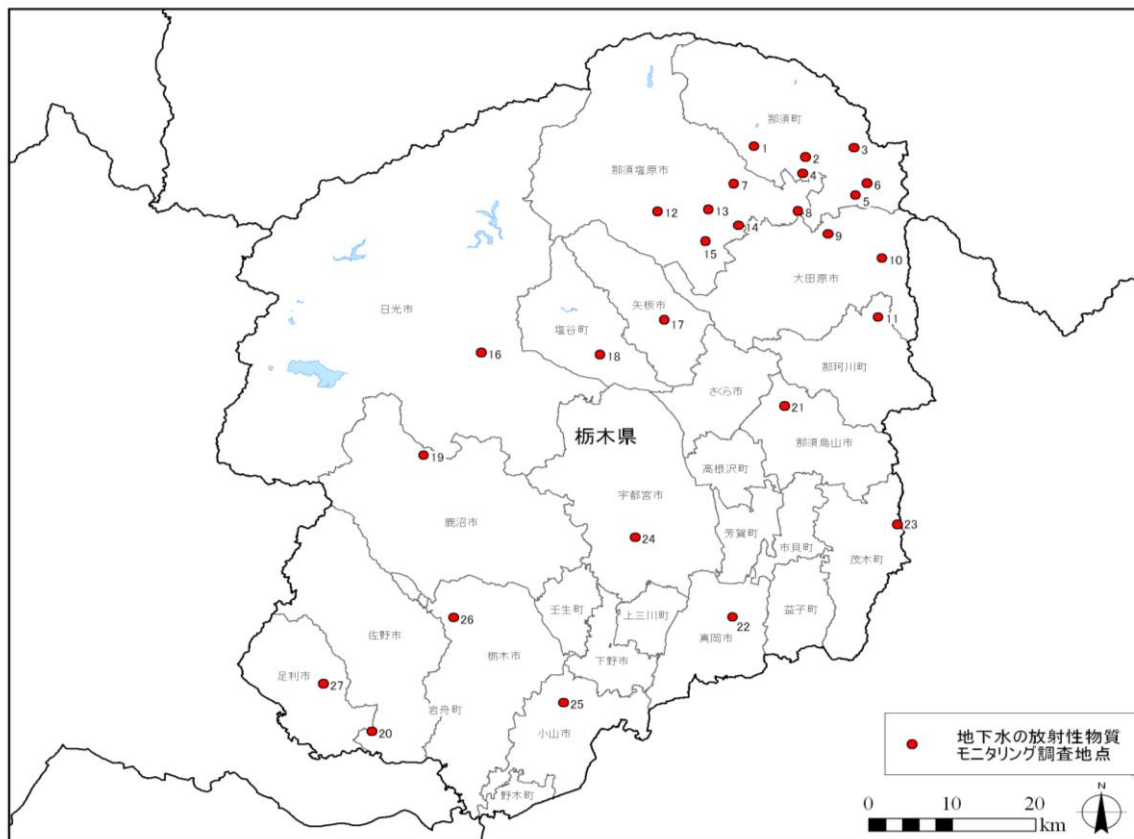 那須町
1
2
3
4
那須塩原市
7
6
5
12
13
8
14
9
15
10
大田原市
日光市
矢板市
11
17
塩谷町
16
18
那珂川町
さくら市
21
栃木県
那須烏山市
19
高根沢町
宇都宮市
鹿沼市
23
芳賀町
24
市貝町
茂木町
壬生町
上三川町
益子町
26
22
真岡市
佐野市
栃木市
下野市
足利市
27
25
岩舟町
20
小山市
地下水の放射性物質
モニタリング調査地点
野木町
N
0 10 20
km